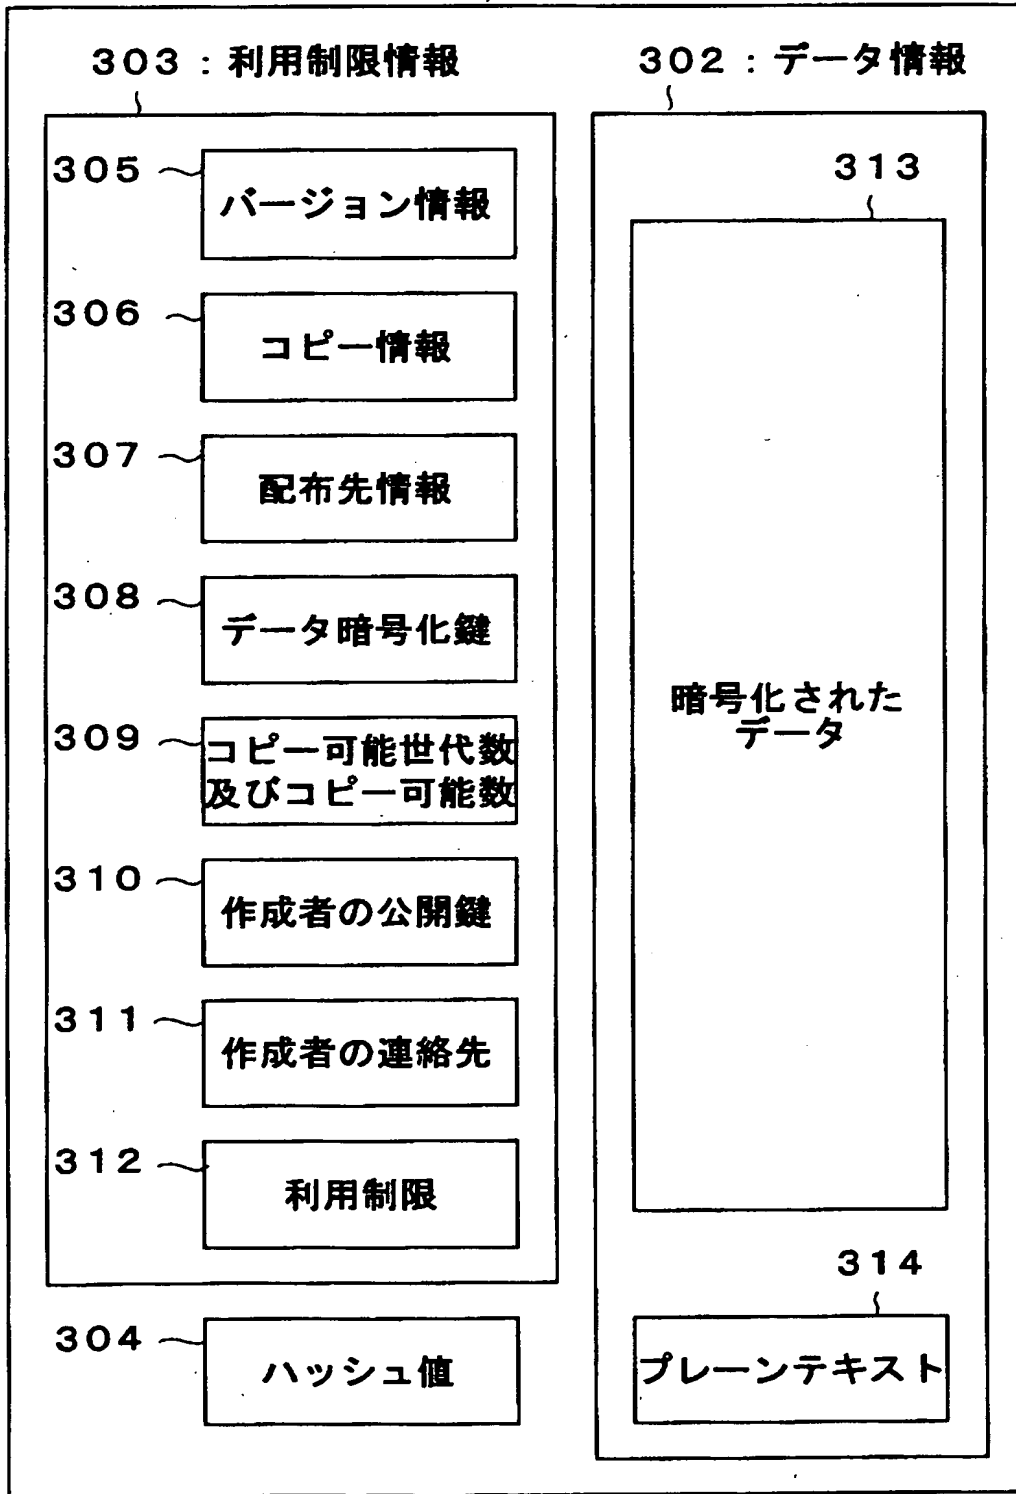 303：利用制限情報
305
バージョン情報
306
コピー情報
307
配布先情報
308
データ暗号化鍵
309
コピー可能世代数
及びコピー可能数
310
作成者の公開鍵
311
作成者の連絡先
312
利用制限
304
ハッシュ値
302：データ情報
313
暗号化された
データ
314
プレーンテキスト